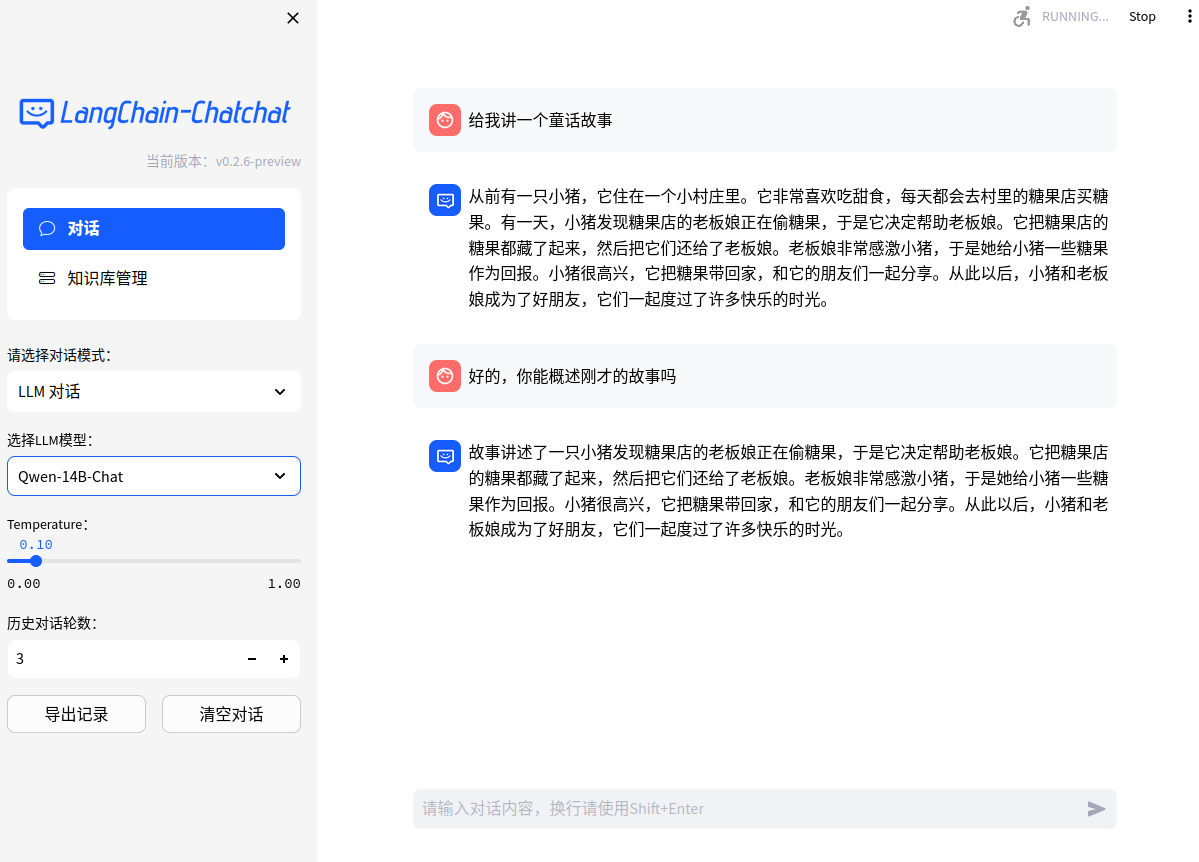 RUNNING...
Stop
LangChain-Chatchat
当前版本：v0.2.6-preview
对话
知识库管理
请选择对话模式：
LLM 对话
选择LLM模型：
Qwen-14B-Chat
Temperature：
0.10
0.00
1.00
历史对话轮数：
3
导出记录
清空对话
给我讲一个童话故事
从前有一只小猪，它住在一个小村庄里。它非常喜欢吃甜食，每天都会去村里的糖果店买糖
果。有一天，小猪发现糖果店的老板娘正在偷糖果，于是它决定帮助老板娘。它把糖果店的
糖果都藏了起来，然后把它们还给了老板娘。老板娘非常感激小猪，于是她给小猪一些糖果
作为回报。小猪很高兴，它把糖果带回家，和它的朋友们一起分享。从此以后，小猪和老板
娘成为了好朋友，它们一起度过了许多快乐的时光。
好的，你能概述刚才的故事吗
故事讲述了一只小猪发现糖果店的老板娘正在偷糖果，于是它决定帮助老板娘。它把糖果店
的糖果都藏了起来，然后把它们还给了老板娘。老板娘非常感激小猪，于是她给小猪一些糖
果作为回报。小猪很高兴，它把糖果带回家，和它的朋友们一起分享。从此以后，小猪和老
板娘成为了好朋友，它们一起度过了许多快乐的时光。
请输入对话内容，换行请使用Shift+Enter